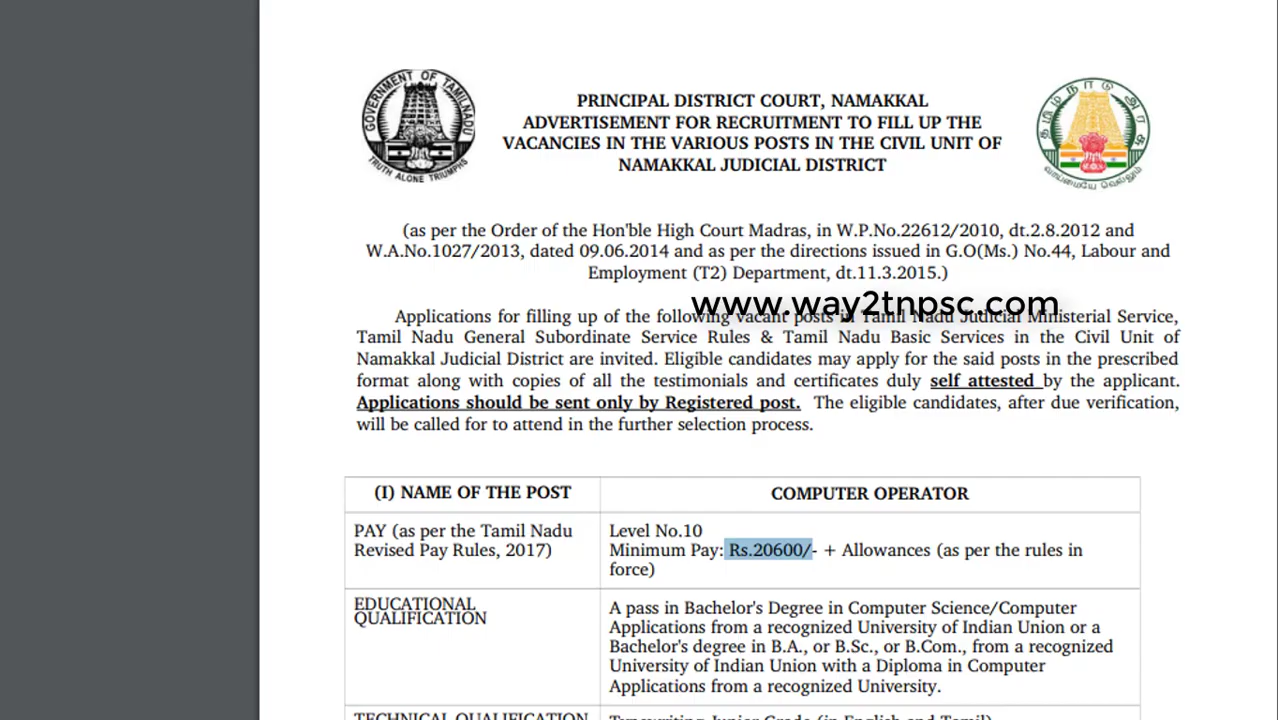 GOVERNMENT OF TAMILNADU
TRUTH ALONE TRIUMPHS
தமிழ்நாடு அரசு
வாய்மையே வெல்லும்
PRINCIPAL DISTRICT COURT, NAMAKKAL
ADVERTISEMENT FOR RECRUITMENT TO FILL UP THE
VACANCIES IN THE VARIOUS POSTS IN THE CIVIL UNIT OF
NAMAKKAL JUDICIAL DISTRICT
(as per the Order of the Hon'ble High Court Madras, in W.P.No.22612/2010, dt.2.8.2012 and
W.A.No.1027/2013, dated 09.06.2014 and as per the directions issued in G.O(Ms.) No.44, Labour and
Employment (T2) Department, dt.11.3.2015.)
www.way2tnpsc.com
Applications for filling up of the following vacant posts in Tamil Nadu Judicial Ministerial Service,
Tamil Nadu General Subordinate Service Rules & Tamil Nadu Basic Services in the Civil Unit of
Namakkal Judicial District are invited. Eligible candidates may apply for the said posts in the prescribed
format along with copies of all the testimonials and certificates duly self attested by the applicant.
Applications should be sent only by Registered post. The eligible candidates, after due verification,
will be called for to attend in the further selection process.
(I) NAME OF THE POST
COMPUTER OPERATOR
PAY (as per the Tamil Nadu
Revised Pay Rules, 2017)
Level No.10
Minimum Pay: Rs.20600/- + Allowances (as per the rules in
force)
EDUCATIONAL
QUALIFICATION
A pass in Bachelor's Degree in Computer Science/Computer
Applications from a recognized University of Indian Union or a
Bachelor's degree in B.A., or B.Sc., or B.Com., from a recognized
University of Indian Union with a Diploma in Computer
Applications from a recognized University.
TECHNICAL QUALIFICATION
Typewriting Junior Grade (in English and Tamil)